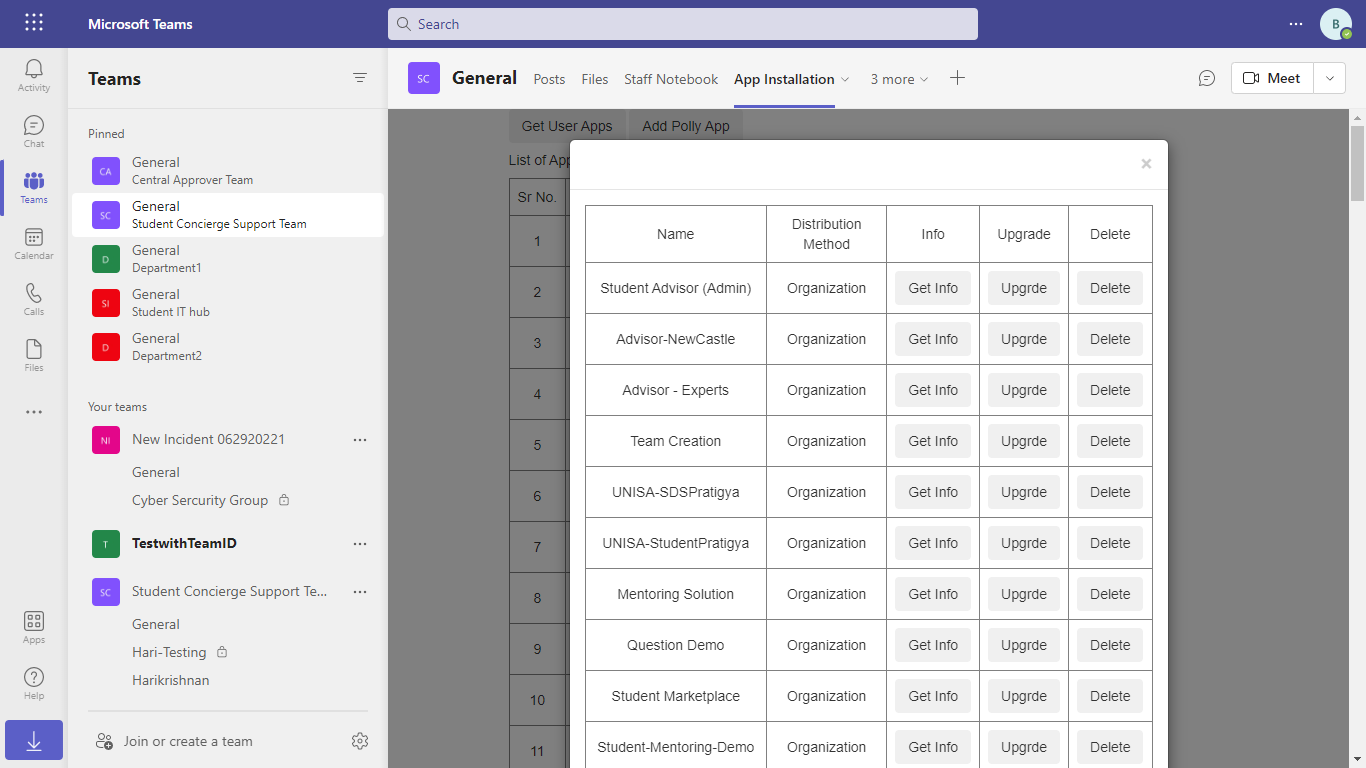 Microsoft Teams
Search
B
Activity
Chat
Teams
Calendar
Calls
Files
Apps
Help
Teams
Pinned
CA
General
Central Approver Team
SC
General
Student Concierge Support Team
D
General
Department1
SI
General
Student IT hub
D
General
Department2
Your teams
NI
New Incident 062920221
General
Cyber Sercurity Group
T
TestwithTeamID
SC
Student Concierge Support Te...
General
Hari-Testing
Harikrishnan
Join or create a team
SC
General
Posts
Files
Staff Notebook
App Installation
3 more
Meet
Get User Apps
Add Polly App
List of App
Sr No.
1
2
3
4
5
6
7
8
9
10
11
×
Name
Distribution
Method
Info
Upgrade
Delete
Student Advisor (Admin)
Organization
Get Info
Upgrde
Delete
Advisor-NewCastle
Organization
Get Info
Upgrde
Delete
Advisor - Experts
Organization
Get Info
Upgrde
Delete
Team Creation
Organization
Get Info
Upgrde
Delete
UNISA-SDSPratigya
Organization
Get Info
Upgrde
Delete
UNISA-StudentPratigya
Organization
Get Info
Upgrde
Delete
Mentoring Solution
Organization
Get Info
Upgrde
Delete
Question Demo
Organization
Get Info
Upgrde
Delete
Student Marketplace
Organization
Get Info
Upgrde
Delete
Student-Mentoring-Demo
Organization
Get Info
Upgrde
Delete